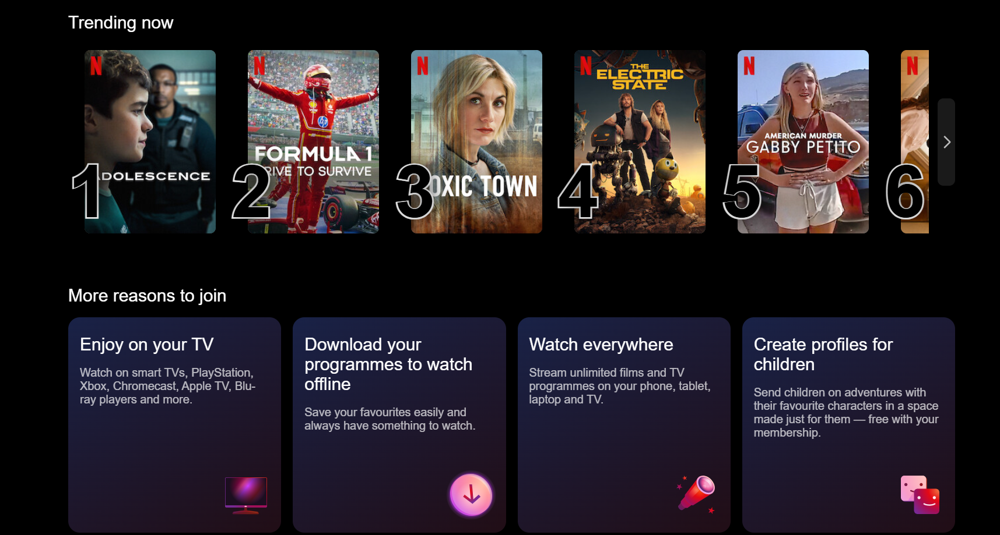 Trending now
N
N
N
N
N
N
THE
ELECTRIC
STATE
AMERICAN MURDER
GABBY PETITO
FORMULA 1
RIVE TO SURVIVE
DOLESCENCE
OXIC TOWN
1
2
3
4
5
6
More reasons to join
Enjoy on your TV
Watch on smart TVs, PlayStation,
Xbox, Chromecast, Apple TV, Blu-
ray players and more.
Download your
programmes to watch
offline
Save your favourites easily and
always have something to watch.
Watch everywhere
Stream unlimited films and TV
programmes on your phone, tablet,
laptop and TV.
Create profiles for
children
Send children on adventures with
their favourite characters in a space
made just for them — free with your
membership.